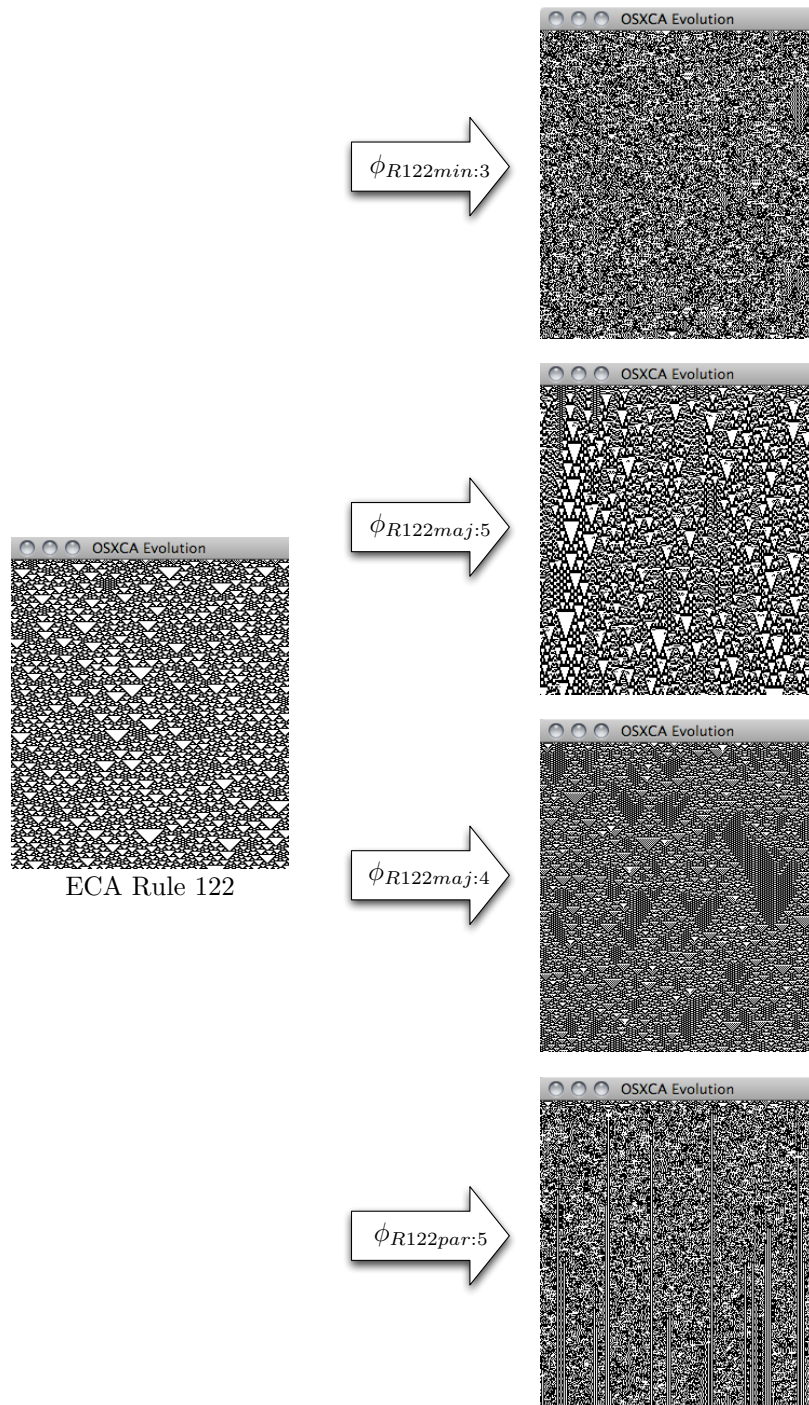 OSXCA Evolution
ϕR122min:3
OSXCA Evolution
ϕR122maj:5
OSXCA Evolution
ECA Rule 122
OSXCA Evolution
ϕR122maj:4
OSXCA Evolution
ϕR122par:5